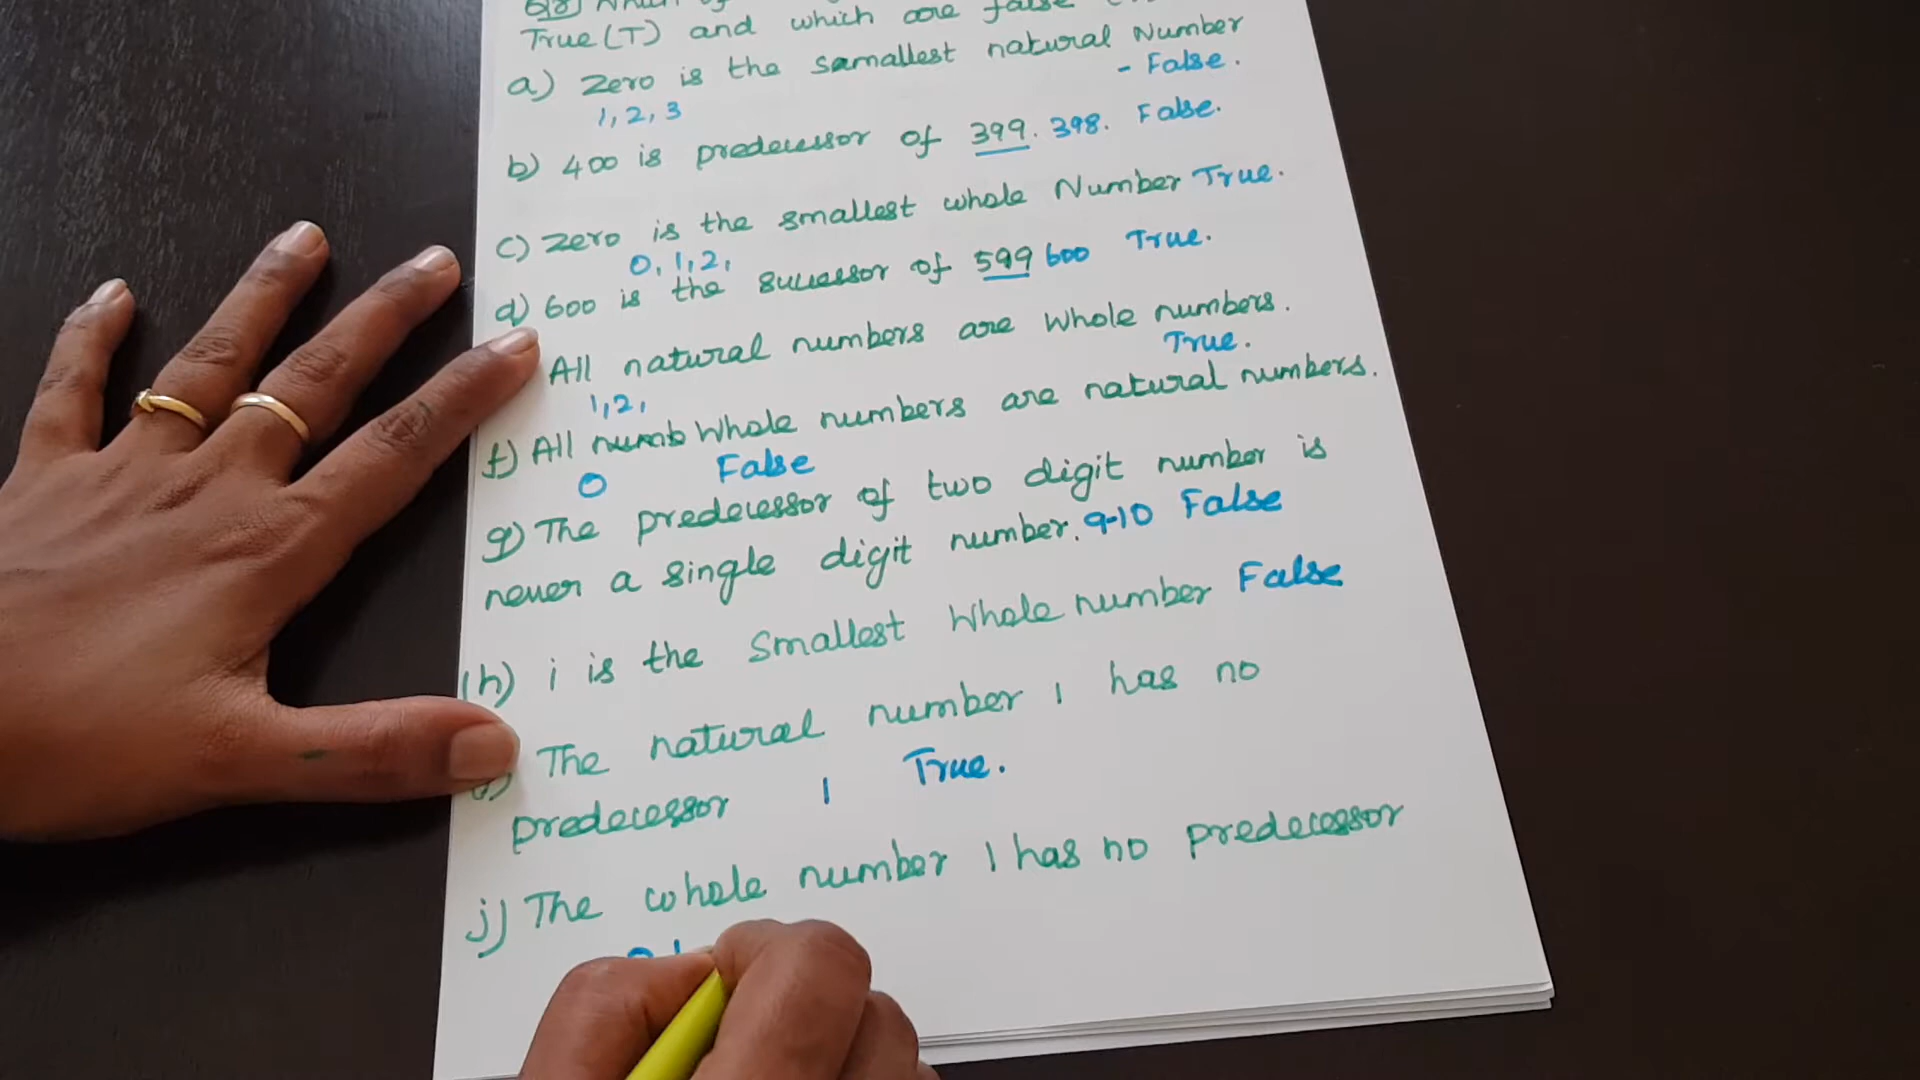 True (T) and which are false
a) Zero is the smallest natural Number
- False.
1, 2, 3
b) 400 is predecessor of 399. 398. False.
c) Zero is the smallest whole Number True.
0, 1, 2,
d) 600 is the successor of 599 600 True.
All natural numbers are whole numbers.
True.
1, 2,
f) All numb Whole numbers are natural numbers.
0 False
g) The predecessor of two digit number is
never a single digit number. 9-10 False
(h) i is the smallest Whole number False
The natural number 1 has no
predecessor 1 True.
j) The whole number 1 has no predecessor
0 1